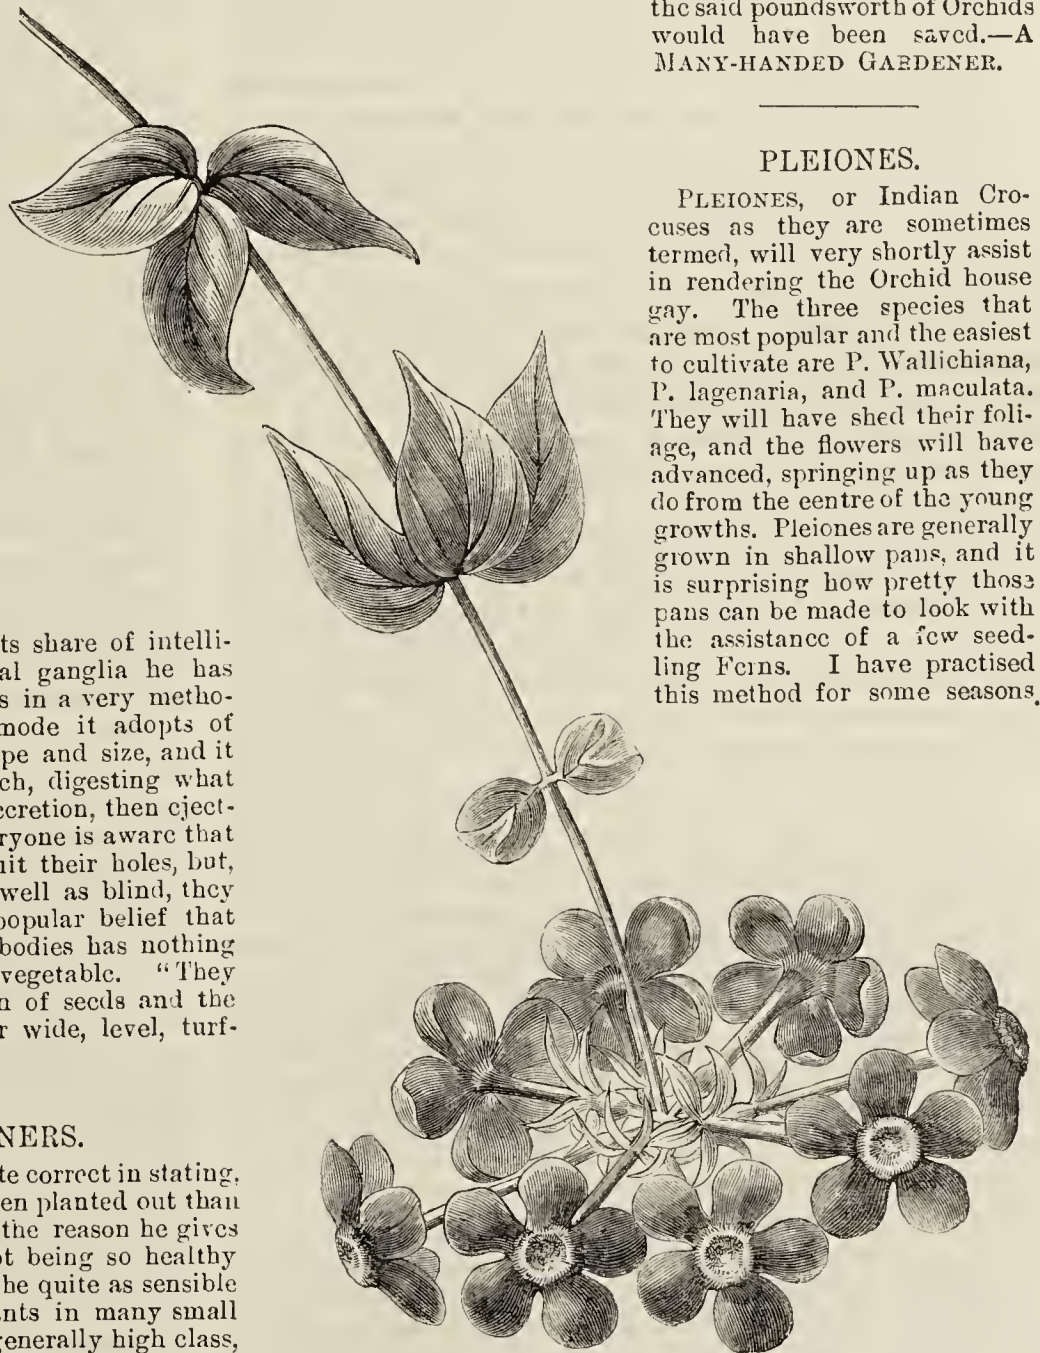 ts share of intelli-
al ganglia he has
s in a very metho-
mode it adopts of
pe and size, and it
ch, digesting what
ecretion, then eject-
ryone is aware that
uit their holes, but,
well as blind, they
popular belief that
bodies has nothing
vegetable. "They
n of seeds and the
r wide, level, turf-
NERS.
te correct in stating,
en planted out than
the reason he gives
ot being so healthy
he quite as sensible
nts in many small
generally high class,
the said poundsworth of Orchids
would have been saved.—A
MANY-HANDED GARDENER.
PLEIONES.
PLEIONES, or Indian Cro-
cuses as they are sometimes
termed, will very shortly assist
in rendering the Orchid house
gay. The three species that
are most popular and the easiest
to cultivate are P. Wallichiana,
P. lagenaria, and P. maculata.
They will have shed their foli-
age, and the flowers will have
advanced, springing up as they
do from the centre of the young
growths. Pleiones are generally
grown in shallow pans, and it
is surprising how pretty those
pans can be made to look with
the assistance of a few seed-
ling Ferns. I have practised
this method for some seasons.